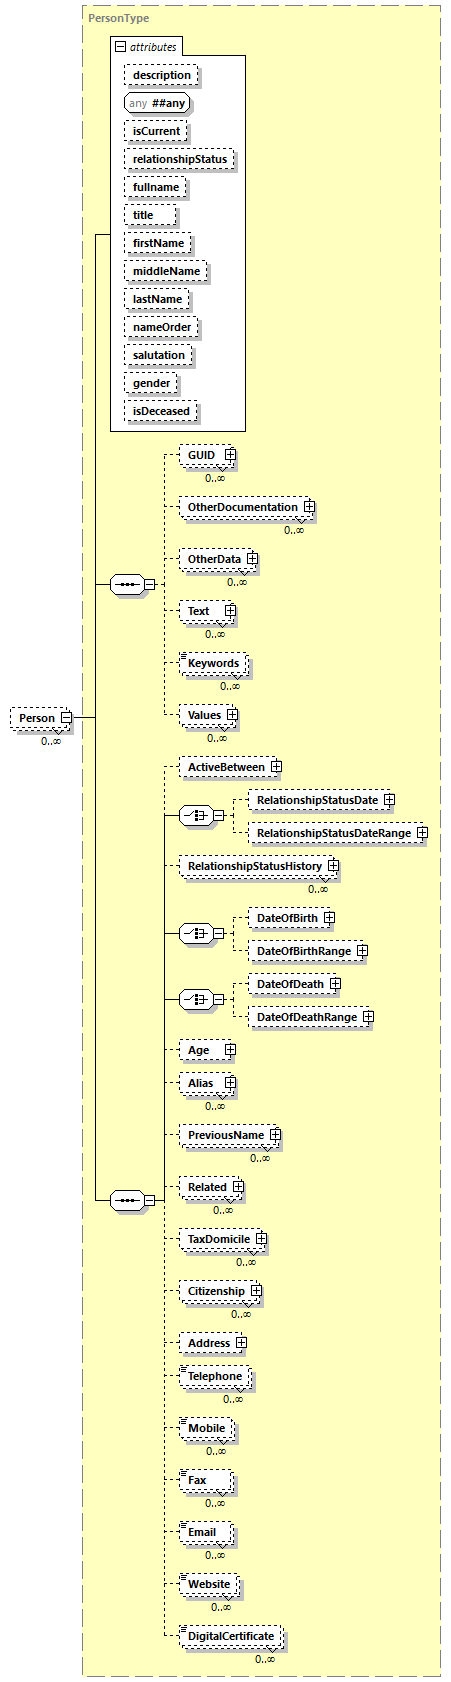 PersonType
attributes
description
any ##any
isCurrent
relationshipStatus
fullname
title
firstName
middleName
lastName
nameOrder
salutation
gender
isDeceased
GUID
0..∞
OtherDocumentation
0..∞
OtherData
0..∞
Text
0..∞
Keywords
0..∞
Values
0..∞
Person
0..∞
ActiveBetween
RelationshipStatusDate
RelationshipStatusDateRange
RelationshipStatusHistory
0..∞
DateOfBirth
DateOfBirthRange
DateOfDeath
DateOfDeathRange
Age
Alias
0..∞
PreviousName
0..∞
Related
0..∞
TaxDomicile
0..∞
Citizenship
0..∞
Address
Telephone
0..∞
Mobile
0..∞
Fax
0..∞
Email
0..∞
Website
0..∞
DigitalCertificate
0..∞